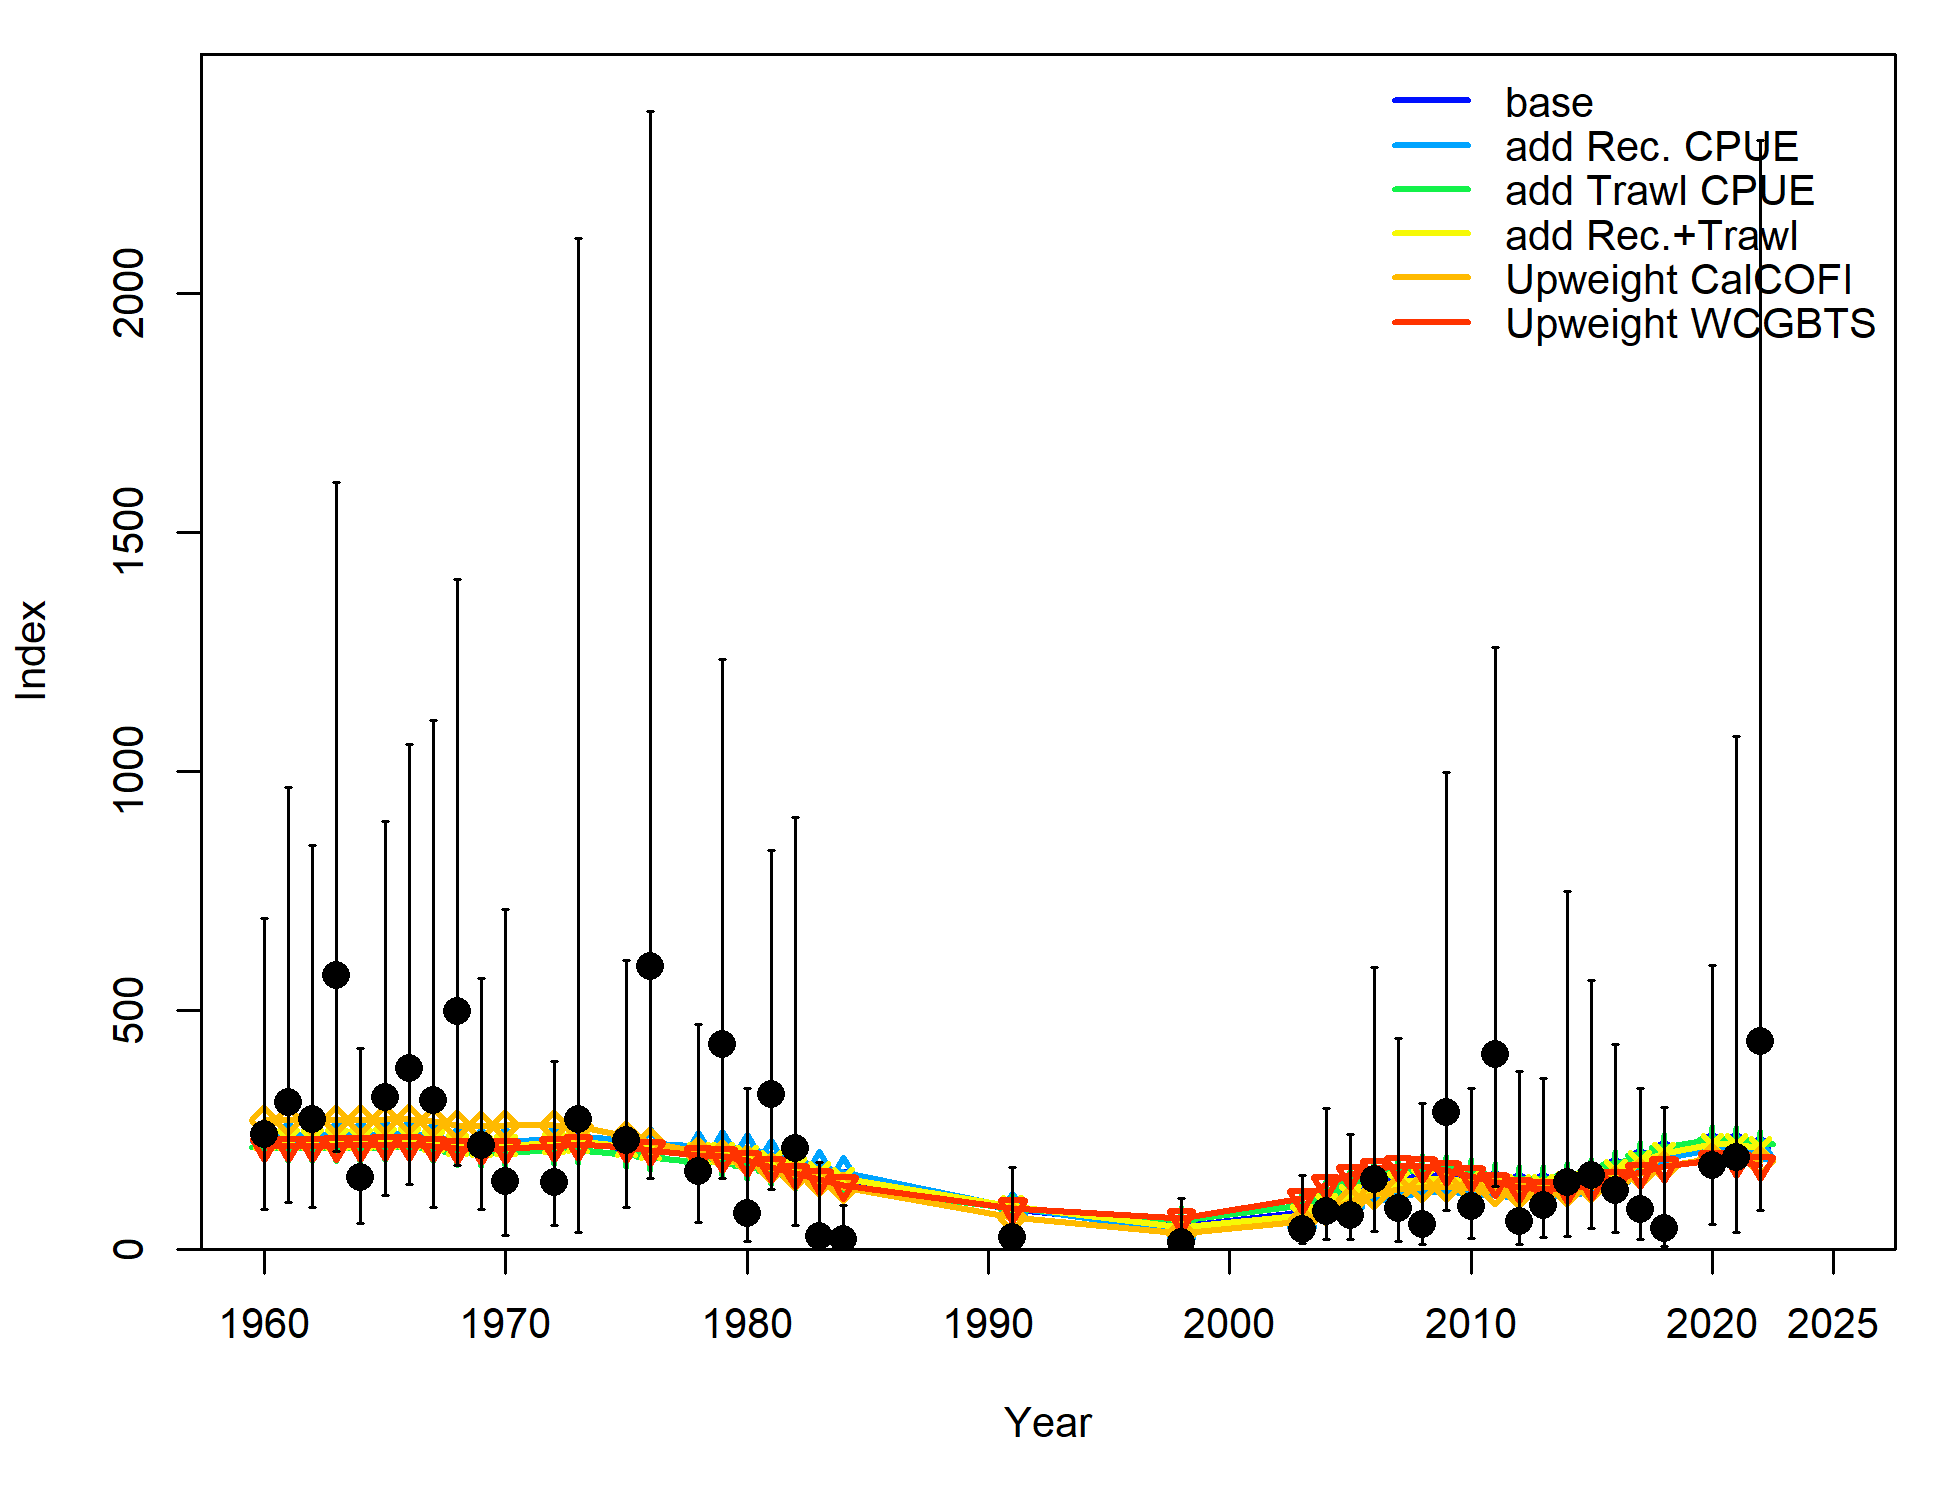 base
add Rec. CPUE
add Trawl CPUE
add Rec.+Trawl
Upweight CalCOFI
Upweight WCGBTS
2000
1500
1000
500
0
Index
1960 1970 1980 1990 2000 2010 2020 2025
Year